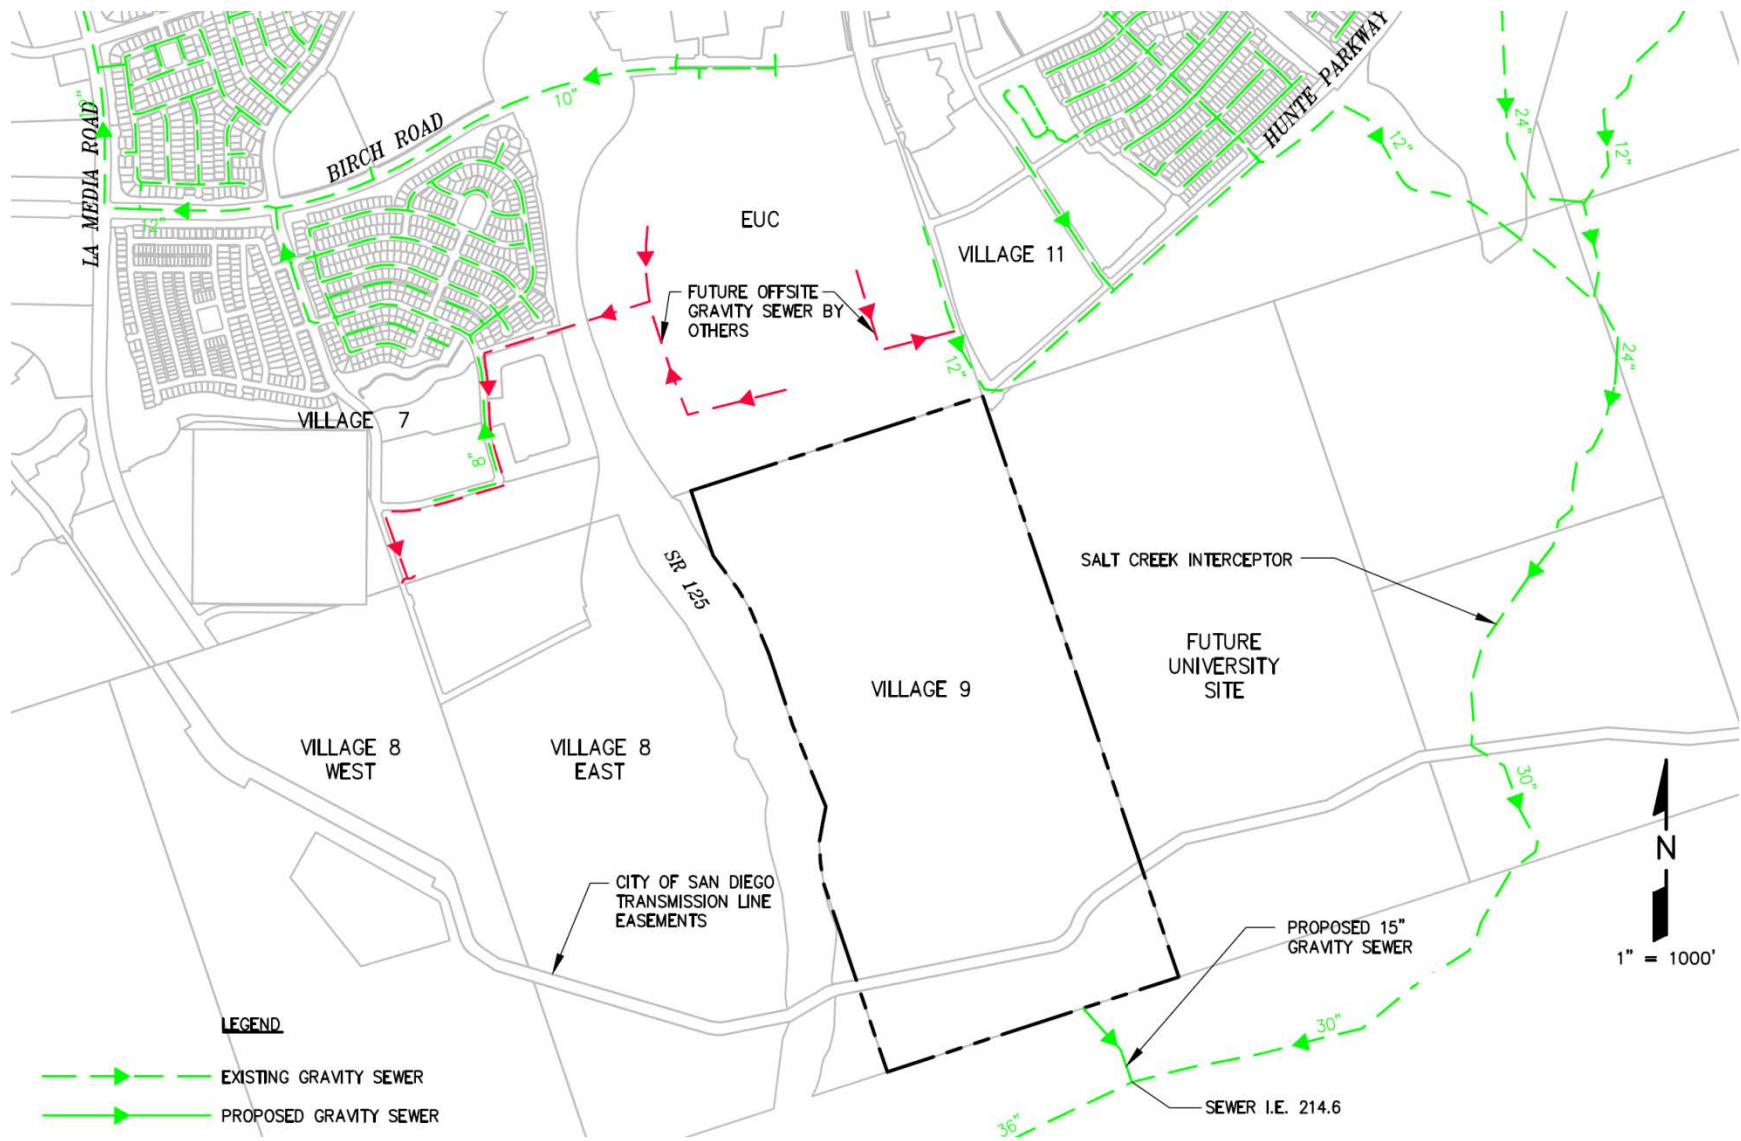 LA MEDIA ROAD
10"
BIRCH ROAD
10"
12"
HUNTE PARKWAY
12"
24"
12"
EUC
VILLAGE 11
FUTURE OFFSITE
GRAVITY SEWER BY
OTHERS
12"
24"
VILLAGE 7
8"
SR 125
SALT CREEK INTERCEPTOR
FUTURE
UNIVERSITY
SITE
VILLAGE 9
VILLAGE 8
WEST
VILLAGE 8
EAST
30"
N
1" = 1000'
CITY OF SAN DIEGO
TRANSMISSION LINE
EASEMENTS
PROPOSED 15"
GRAVITY SEWER
30"
SEWER I.E. 214.6
36"
LEGEND
EXISTING GRAVITY SEWER
PROPOSED GRAVITY SEWER